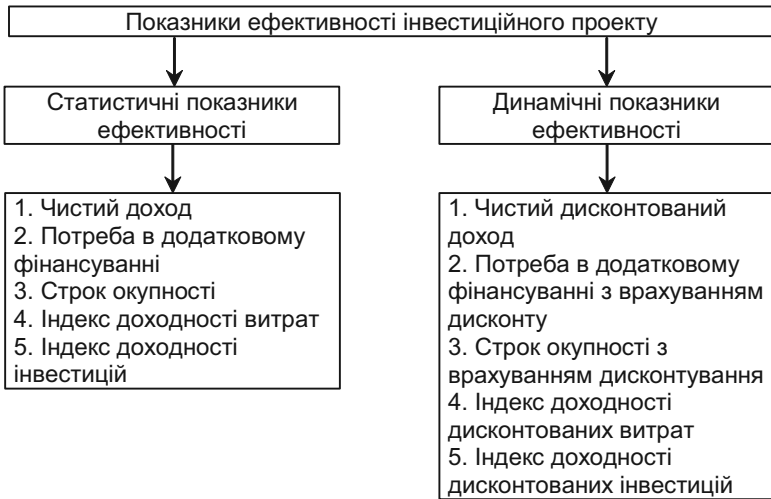 Показники ефективності інвестиційного проекту
Статистичні показники
ефективності
1. Чистий доход
2. Потреба в додатковому
фінансуванні
3. Строк окупності
4. Індекс доходності витрат
5. Індекс доходності
інвестицій
Динамічні показники
ефективності
1. Чистий дисконтований
доход
2. Потреба в додатковому
фінансуванні з врахуванням
дисконту
3. Строк окупності з
врахуванням дисконтування
4. Індекс доходності
дисконтованих витрат
5. Індекс доходності
дисконтованих інвестицій